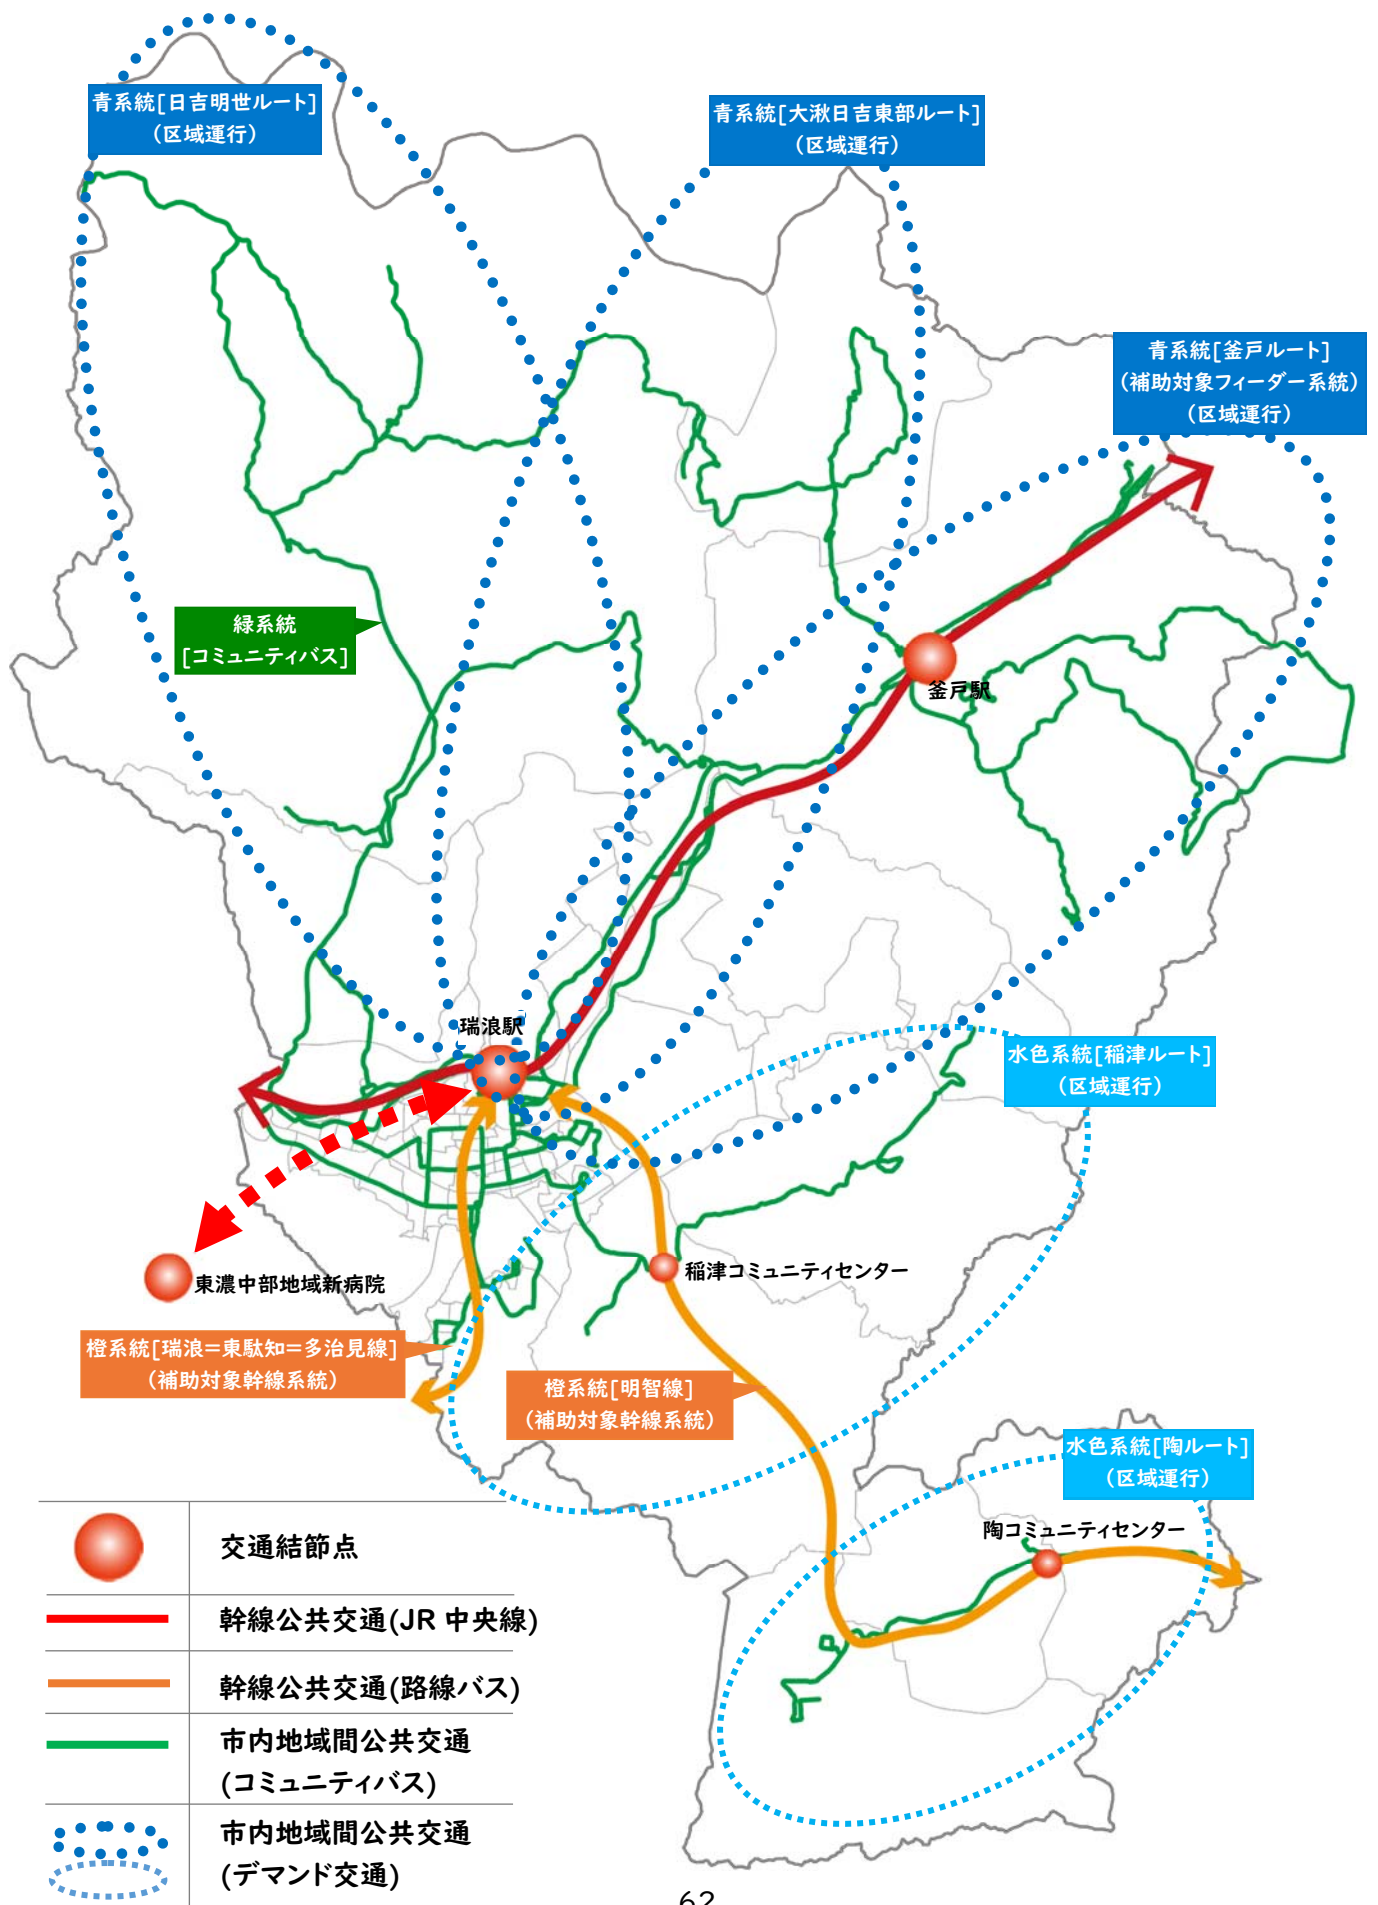 青系統[日吉明世ルート]
(区域運行)
青系統[大湫日吉東部ルート]
(区域運行)
青系統[釜戸ルート]
(補助対象フィーダー系統)
(区域運行)
緑系統
[コミュニティバス]
釜戸駅
瑞浪駅
水色系統[稲津ルート]
(区域運行)
東濃中部地域新病院
稲津コミュニティセンター
橙系統[瑞浪=東駄知=多治見線]
(補助対象幹線系統)
橙系統[明智線]
(補助対象幹線系統)
水色系統[陶ルート]
(区域運行)
陶コミュニティセンター
交通結節点
幹線公共交通(JR 中央線)
幹線公共交通(路線バス)
市内地域間公共交通
(コミュニティバス)
市内地域間公共交通
(デマンド交通)
62